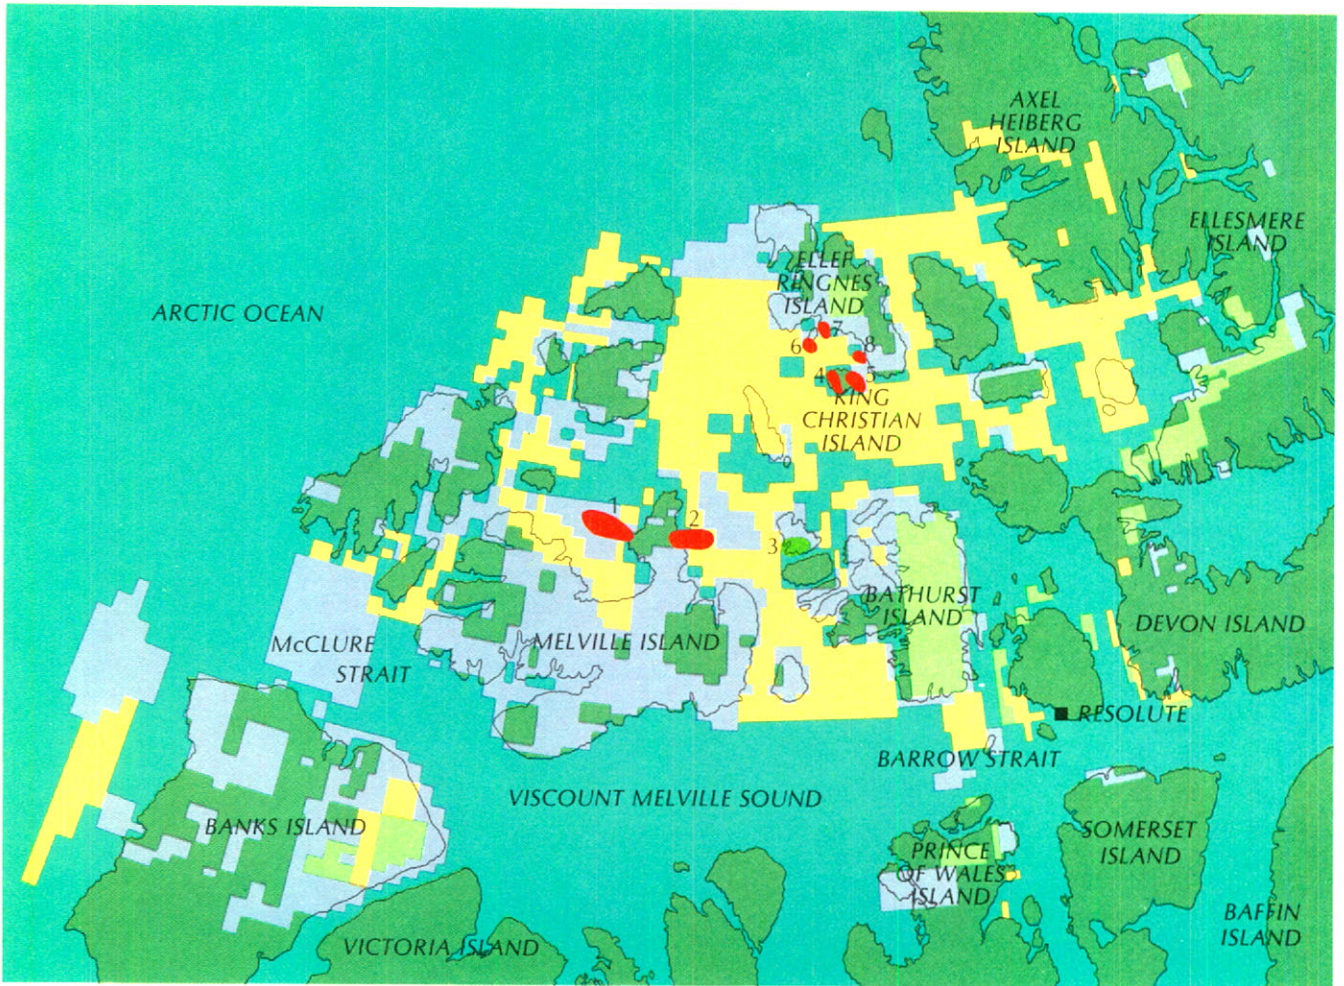 AXEL
HEIBERG
ISLAND
ELLESMERE
ISLAND
ELLEF
RINGNES
ISLAND
ARCTIC OCEAN
7
6
8
4
5
KING
CHRISTIAN
ISLAND
1
2
3
BATHURST
ISLAND
DEVON ISLAND
McCLURE
STRAIT
MELVILLE ISLAND
RESOLUTE
BARROW STRAIT
VISCOUNT MELVILLE SOUND
BANKS ISLAND
SOMERSET
ISLAND
PRINCE
OF WALES
ISLAND
BAFFIN
ISLAND
VICTORIA ISLAND